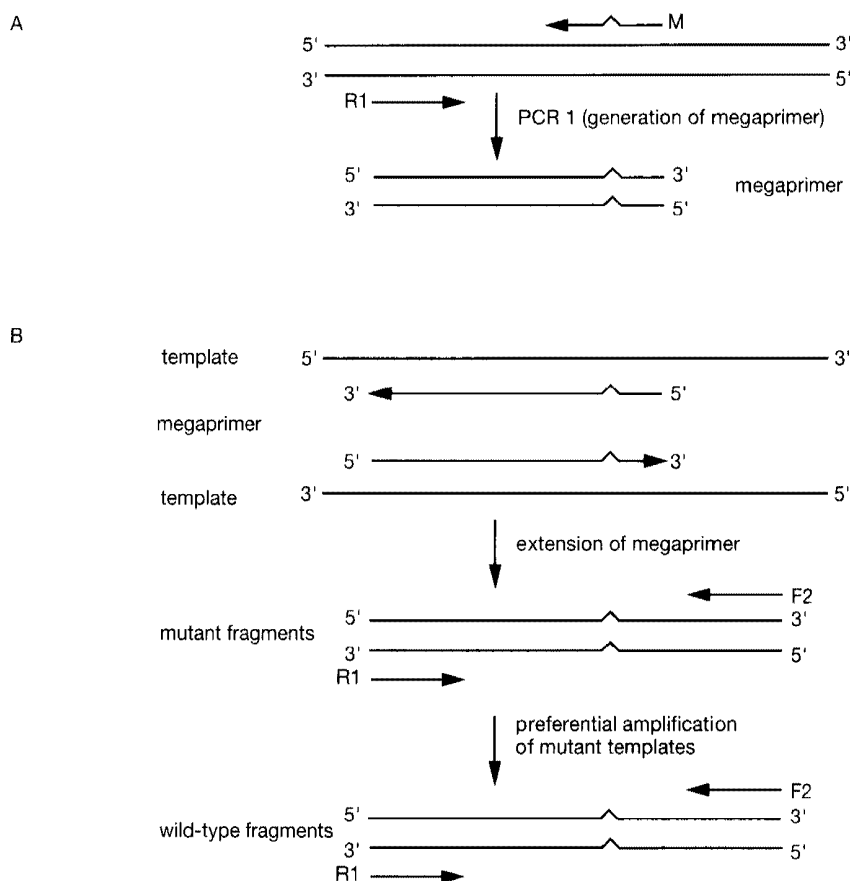 A
M
5' 3'
3' 5'
R1
PCR 1 (generation of megaprimer)
5' 3'
megaprimer
3' 5'
B
template 5' 3'
3' 5'
megaprimer
5' 3'
template 3' 5'
extension of megaprimer
F2
5' 3'
mutant fragments
3' 5'
R1
preferential amplification
of mutant templates
F2
5' 3'
wild-type fragments
3' 5'
R1